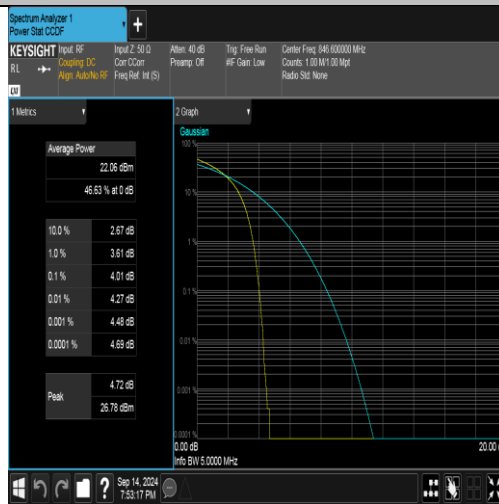 Spectrum Analyzer 1
Power Stat CCDF
KEYSIGHT
Input: RF
Coupling: DC
Align: Auto/No RF
Input Z: 50 Ω
Corr CCorr
Freq Ref: Int (S)
Atten: 40 dB
Preamp: Off
Trig: Free Run
#IF Gain: Low
Center Freq: 846.600000 MHz
Counts: 1.00 M/1.00 Mpt
Radio Std: None
RL
LXI
1 Metrics
Average Power
22.06 dBm
46.63 % at 0 dB
10.0 % 2.67 dB
1.0 % 3.61 dB
0.1 % 4.01 dB
0.01 % 4.27 dB
0.001 % 4.48 dB
0.0001 % 4.69 dB
Peak
4.72 dB
26.78 dBm
2 Graph
Gaussian
100 %
10 %
1 %
0.1 %
0.01 %
0.001 %
0.0001 %
0.00 dB
20.00
Info BW 5.0000 MHz
?
Sep 14, 2024
7:53:17 PM